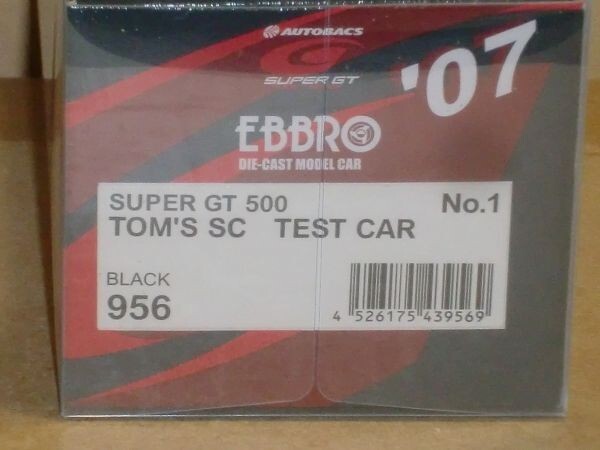 AUTOBACS
SUPER GT
'07
EBBRO
DIE-CAST MODEL CAR
SUPER GT 500 No.1
TOM'S SC TEST CAR
BLACK
956
4 526175 439569